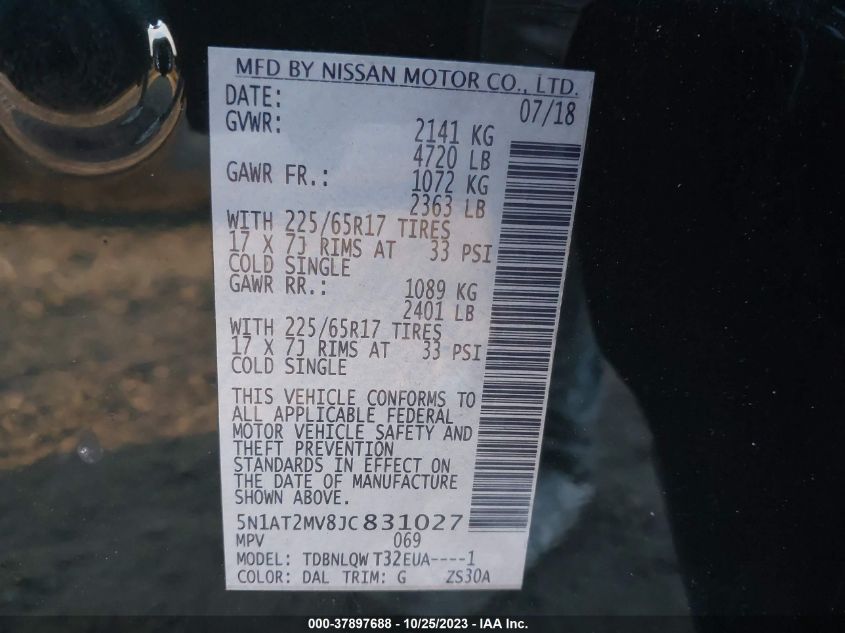 MFD BY NISSAN MOTOR CO., LTD.
DATE: 07/18
GVWR: 2141 KG
4720 LB
GAWR FR.: 1072 KG
2363 LB
WITH 225/65R17 TIRES
17 X 7J RIMS AT 33 PSI
COLD SINGLE
GAWR RR.: 1089 KG
2401 LB
WITH 225/65R17 TIRES
17 X 7J RIMS AT 33 PSI
COLD SINGLE
THIS VEHICLE CONFORMS TO
ALL APPLICABLE FEDERAL
MOTOR VEHICLE SAFETY AND
THEFT PREVENTION
STANDARDS IN EFFECT ON
THE DATE OF MANUFACTURE
SHOWN ABOVE.
5N1AT2MV8JC831027
MPV 069
MODEL: TDBNLQW T32EUA----1
COLOR: DAL TRIM: G ZS30A
000-37897688 - 10/25/2023 - IAA Inc.